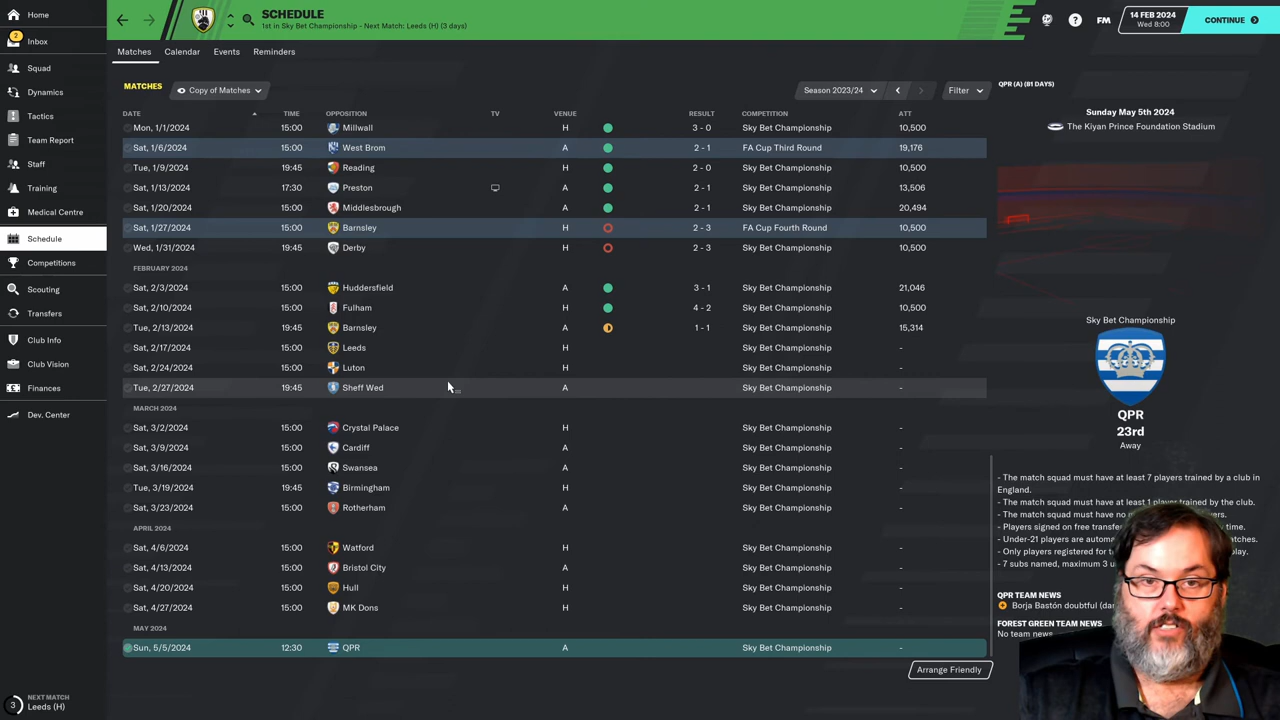 SCHEDULE
1st in Sky Bet Championship - Next Match: Leeds (H) (3 days)
FM
14 FEB 2024
Wed 8:00
CONTINUE
Home
2
Inbox
Squad
Dynamics
Tactics
Team Report
Staff
Training
Medical Centre
Schedule
Competitions
Scouting
Transfers
Club Info
Club Vision
Finances
Dev. Center
3
NEXT MATCH
Leeds (H)
Matches Calendar Events Reminders
MATCHES Copy of Matches Season 2023/24 Filter
DATE TIME OPPOSITION TV VENUE RESULT COMPETITION ATT
Mon, 1/1/2024 15:00 Millwall H 3 - 0 Sky Bet Championship 10,500
Sat, 1/6/2024 15:00 West Brom A 2 - 1 FA Cup Third Round 19,176
Tue, 1/9/2024 19:45 Reading H 2 - 0 Sky Bet Championship 10,500
Sat, 1/13/2024 17:30 Preston A 2 - 1 Sky Bet Championship 13,506
Sat, 1/20/2024 15:00 Middlesbrough A 2 - 1 Sky Bet Championship 20,494
Sat, 1/27/2024 15:00 Barnsley H 2 - 3 FA Cup Fourth Round 10,500
Wed, 1/31/2024 19:45 Derby H 2 - 3 Sky Bet Championship 10,500
FEBRUARY 2024
Sat, 2/3/2024 15:00 Huddersfield A 3 - 1 Sky Bet Championship 21,046
Sat, 2/10/2024 15:00 Fulham H 4 - 2 Sky Bet Championship 10,500
Tue, 2/13/2024 19:45 Barnsley A 1 - 1 Sky Bet Championship 15,314
Sat, 2/17/2024 15:00 Leeds H Sky Bet Championship -
Sat, 2/24/2024 15:00 Luton H Sky Bet Championship -
Tue, 2/27/2024 19:45 Sheff Wed A Sky Bet Championship -
MARCH 2024
Sat, 3/2/2024 15:00 Crystal Palace H Sky Bet Championship -
Sat, 3/9/2024 15:00 Cardiff A Sky Bet Championship -
Sat, 3/16/2024 15:00 Swansea A Sky Bet Championship -
Tue, 3/19/2024 19:45 Birmingham H Sky Bet Championship -
Sat, 3/23/2024 15:00 Rotherham A Sky Bet Championship -
APRIL 2024
Sat, 4/6/2024 15:00 Watford H Sky Bet Championship -
Sat, 4/13/2024 15:00 Bristol City A Sky Bet Championship -
Sat, 4/20/2024 15:00 Hull H Sky Bet Championship -
Sat, 4/27/2024 15:00 MK Dons H Sky Bet Championship -
MAY 2024
Sun, 5/5/2024 12:30 QPR A Sky Bet Championship -
Arrange Friendly
QPR (A) (81 DAYS)
Sunday May 5th 2024
The Kiyan Prince Foundation Stadium
Sky Bet Championship
QPR
23rd
Away
- The match squad must have at least 7 players trained by a club in
England.
- The match squad must have at least 1 player trained by the club.
- The match squad must have no
- Players signed on free transfe
- Under-21 players are automa
- Only players registered for
- 7 subs named, maximum 3
QPR TEAM NEWS
Borja Bastón doubtful
FOREST GREEN TEAM NEWS
No team news